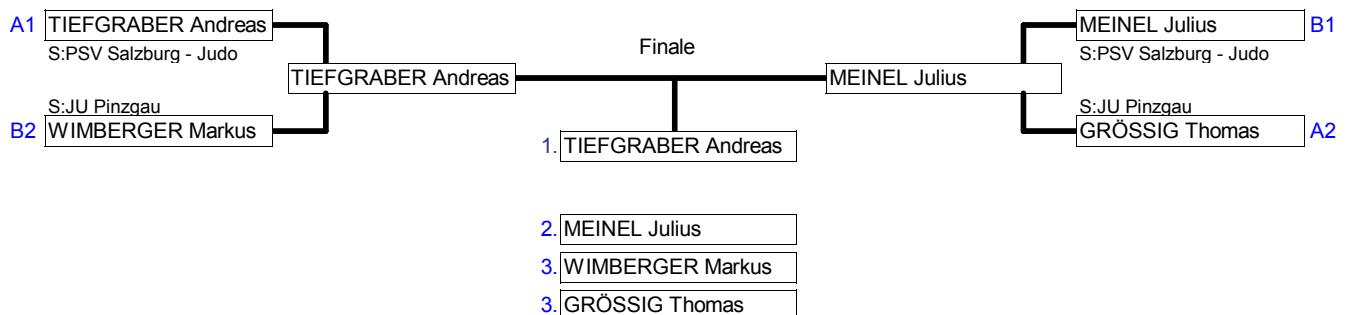 A1 TIEFGRABER Andreas
S:PSV Salzburg - Judo
MEINEL Julius B1
S:PSV Salzburg - Judo
Finale
TIEFGRABER Andreas
MEINEL Julius
S:JU Pinzgau
B2 WIMBERGER Markus
S:JU Pinzgau
GRÖSSIG Thomas A2
1. TIEFGRABER Andreas
2. MEINEL Julius
3. WIMBERGER Markus
3. GRÖSSIG Thomas